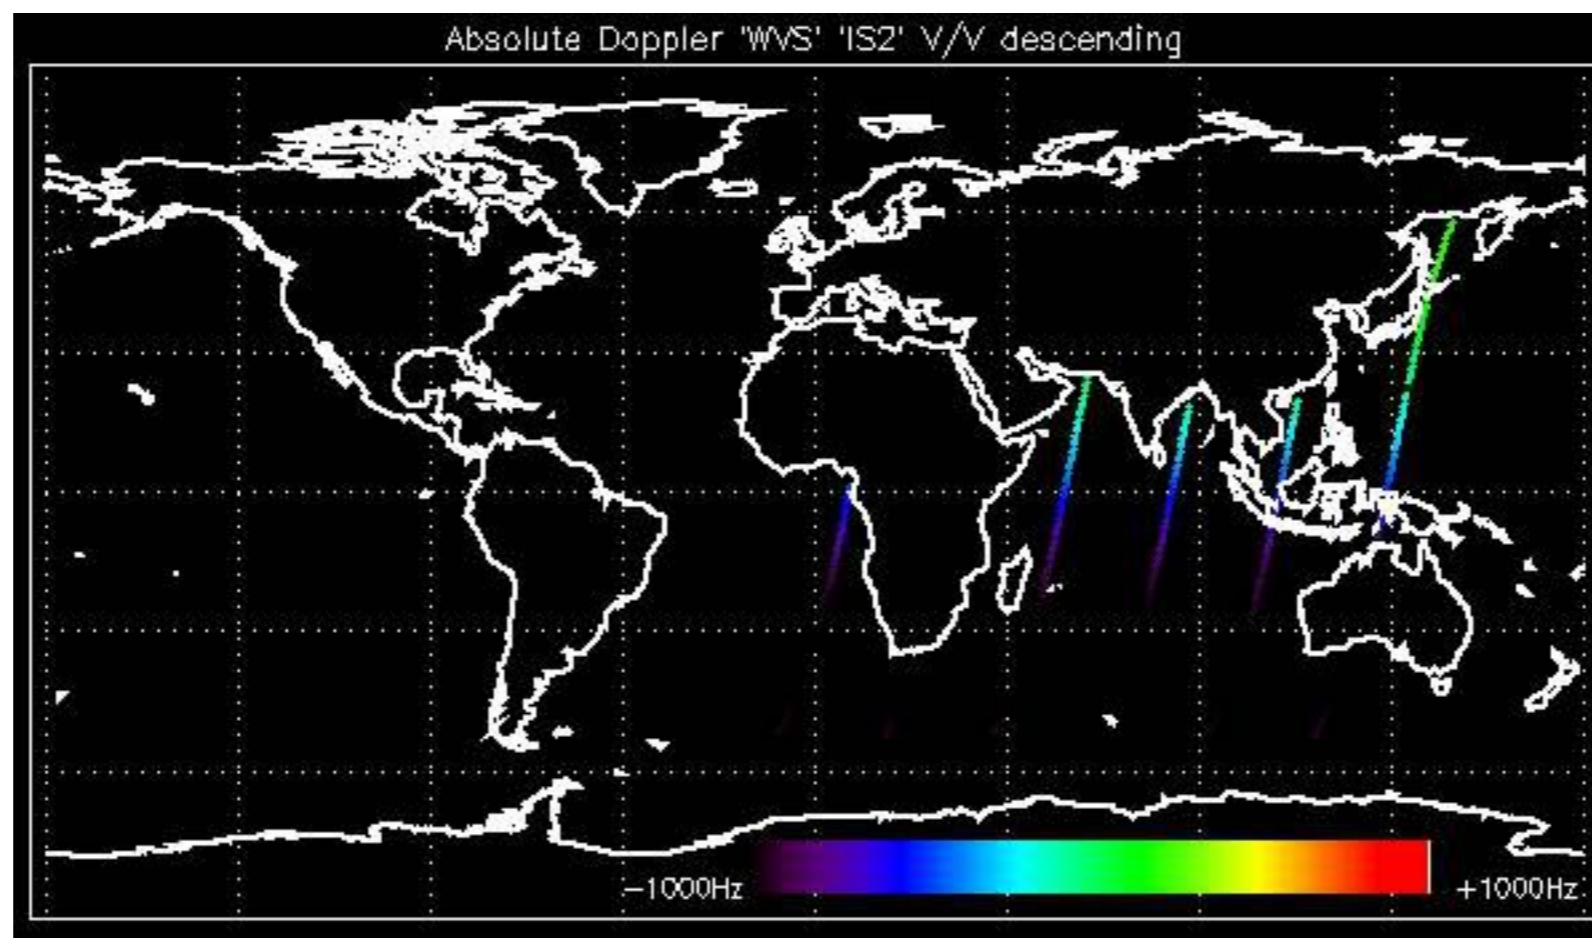 Absolute Doppler 'WVS' 'IS2' V/V descending
−1000Hz
+1000Hz